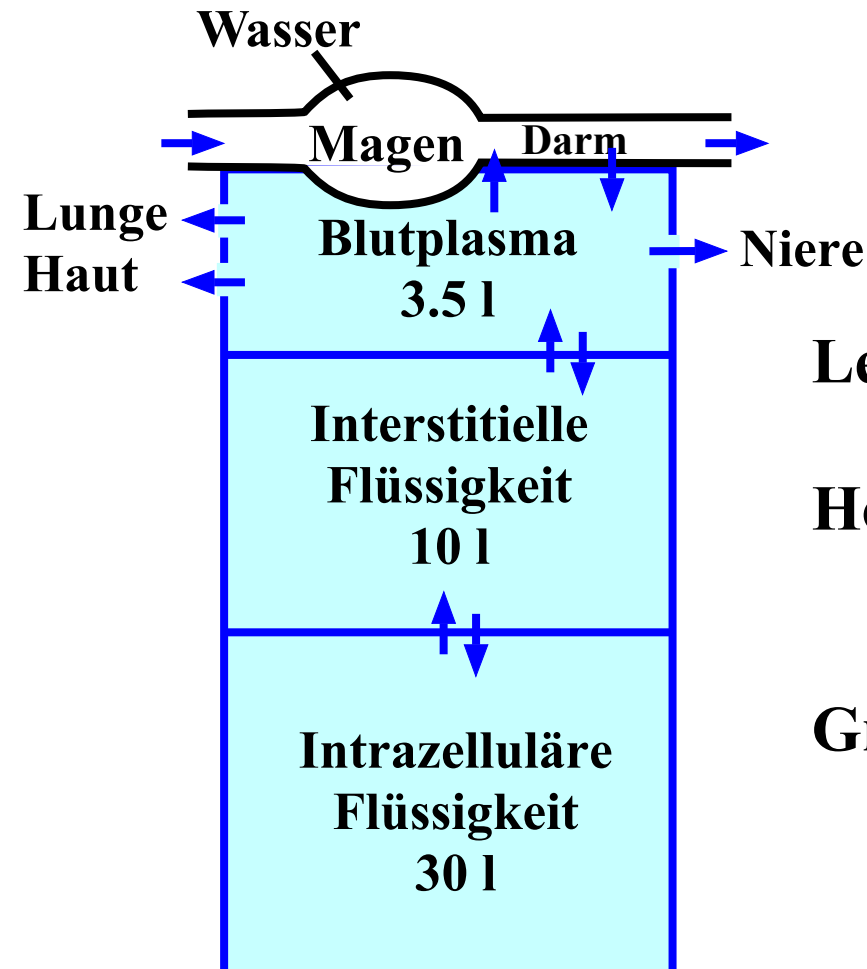 Wasser
Magen
Darm
Lunge
Haut
Blutplasma
3.5 l
Niere
Interstitielle
Flüssigkeit
10 l
Intrazelluläre
Flüssigkeit
30 l